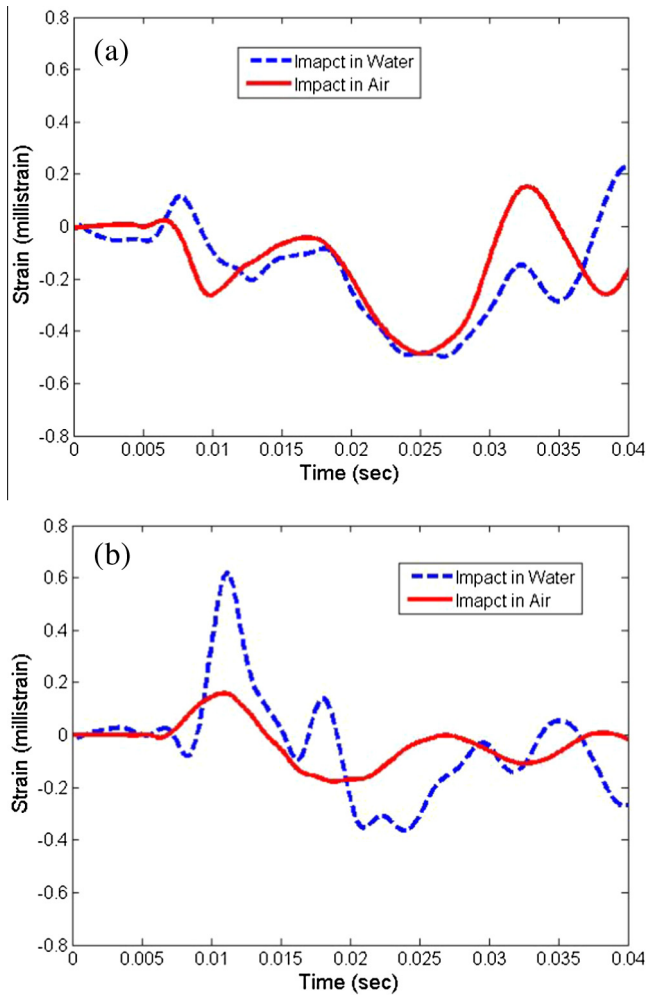 (a)
Imapct in Water
Impact in Air
Strain (millistrain)
0.8
0.6
0.4
0.2
0
-0.2
-0.4
-0.6
-0.8
0 0.005 0.01 0.015 0.02 0.025 0.03 0.035 0.04
Time (sec)
(b)
Impact in Water
Imapct in Air
Strain (millistrain)
0.8
0.6
0.4
0.2
0
-0.2
-0.4
-0.6
-0.8
0 0.005 0.01 0.015 0.02 0.025 0.03 0.035 0.04
Time (sec)